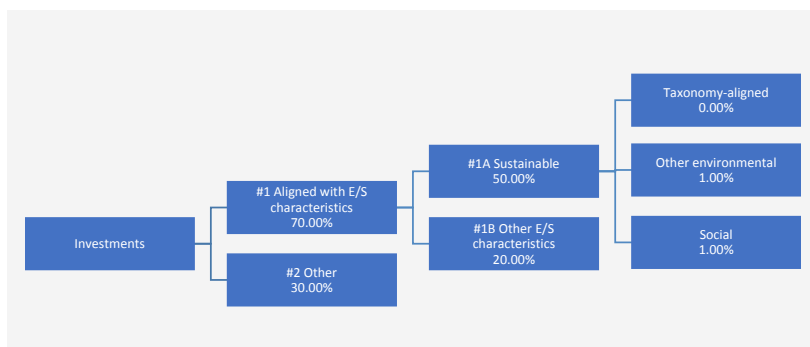 Investments
#1 Aligned with E/S
characteristics
70.00%
#2 Other
30.00%
#1A Sustainable
50.00%
#1B Other E/S
characteristics
20.00%
Taxonomy-aligned
0.00%
Other environmental
1.00%
Social
1.00%